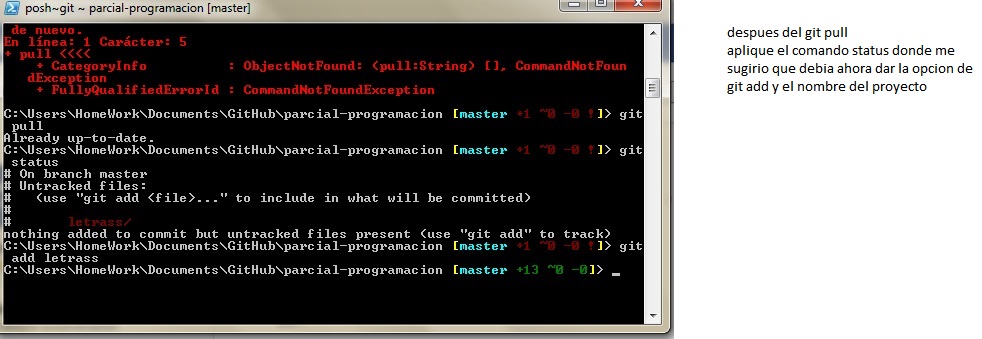 posh~git ~ parcial-programacion [master]
de nuevo.
En línea: 1 Carácter: 5
+ pull <<<<
+ CategoryInfo : ObjectNotFound: (pull:String) [], CommandNotFoun
dException
+ FullyQualifiedErrorId : CommandNotFoundException
C:\Users\HomeWork\Documents\GitHub\parcial-programacion [master +1 ~0 -0 !]> git
pull
Already up-to-date.
C:\Users\HomeWork\Documents\GitHub\parcial-programacion [master +1 ~0 -0 !]> git
status
# On branch master
# Untracked files:
# (use "git add <file>..." to include in what will be committed)
#
# letrass/
nothing added to commit but untracked files present (use "git add" to track)
C:\Users\HomeWork\Documents\GitHub\parcial-programacion [master +1 ~0 -0 !]> git
add letrass
C:\Users\HomeWork\Documents\GitHub\parcial-programacion [master +13 ~0 -0]> _
despues del git pull
aplique el comando status donde me
sugirio que debia ahora dar la opcion de
git add y el nombre del proyecto